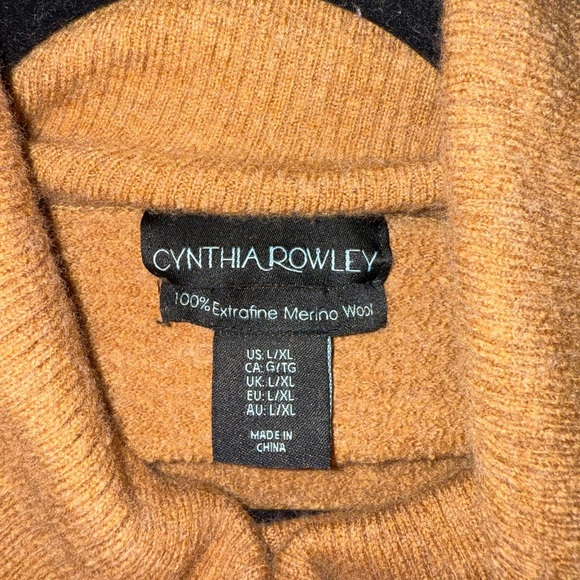 CYNTHIA ROWLEY
100% Extrafine Merino Wool
US: L/XL
CA: G/TG
UK: L/XL
EU: L/XL
AU: L/XL
MADE IN
CHINA